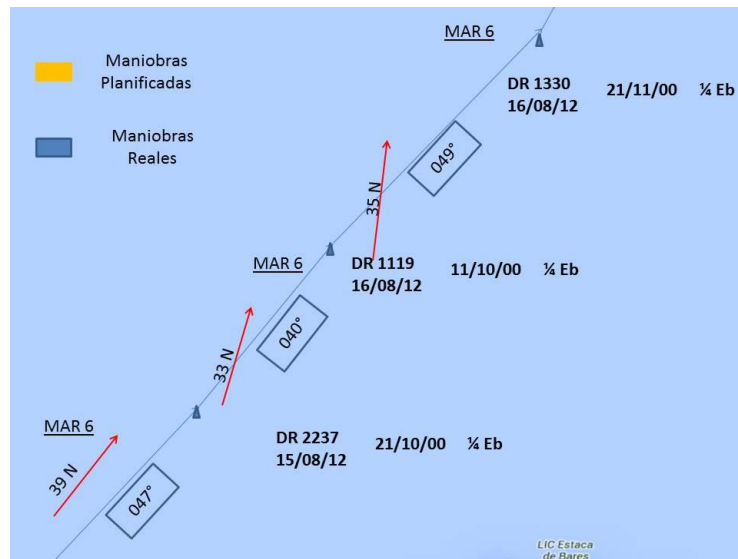 MAR 6
Maniobras
Planificadas
DR 1330 21/11/00 ¼ Eb
16/08/12
Maniobras
Reales
049°
35 N
MAR 6
DR 1119 11/10/00 ¼ Eb
16/08/12
040°
33 N
MAR 6
DR 2237 21/10/00 ¼ Eb
15/08/12
39 N
047°
LIC Estaca
de Bares